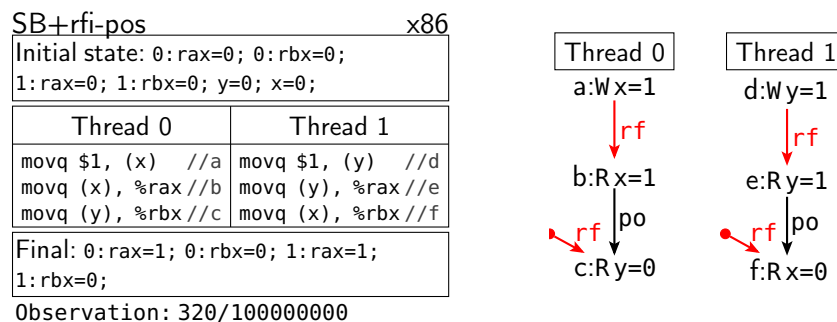 SB+rfi-pos x86
Initial state: 0:rax=0; 0:rbx=0;
1:rax=0; 1:rbx=0; y=0; x=0;
Thread 0 Thread 1
movq $1, (x) //a movq $1, (y) //d
movq (x), %rax //b movq (y), %rax //e
movq (y), %rbx //c movq (x), %rbx //f
Final: 0:rax=1; 0:rbx=0; 1:rax=1;
1:rbx=0;
Observation: 320/100000000
Thread 0 Thread 1
a:W x=1 d:W y=1
rf rf
b:R x=1 e:R y=1
po po
rf rf
c:R y=0 f:R x=0